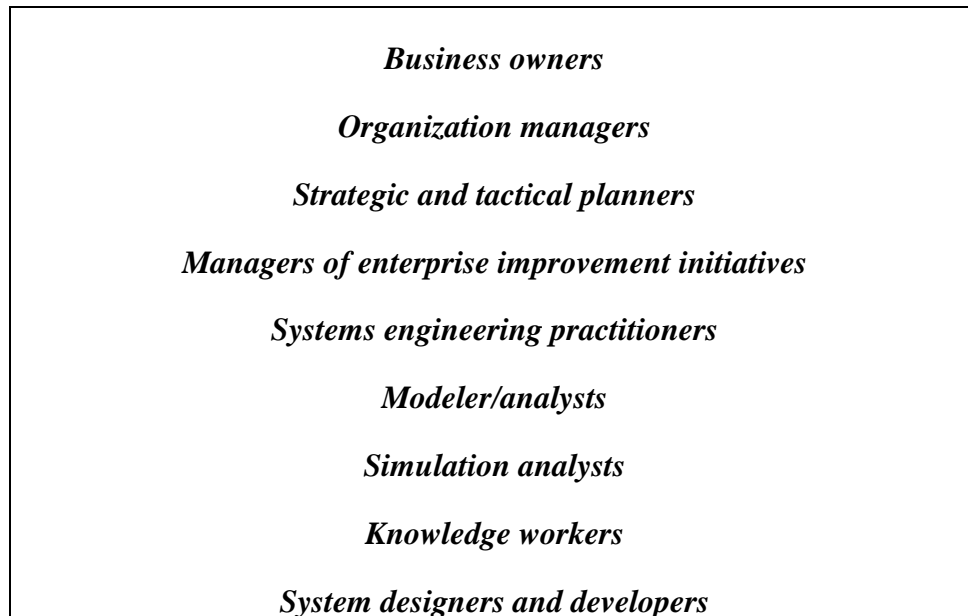 Business owners
Organization managers
Strategic and tactical planners
Managers of enterprise improvement initiatives
Systems engineering practitioners
Modeler/analysts
Simulation analysts
Knowledge workers
System designers and developers